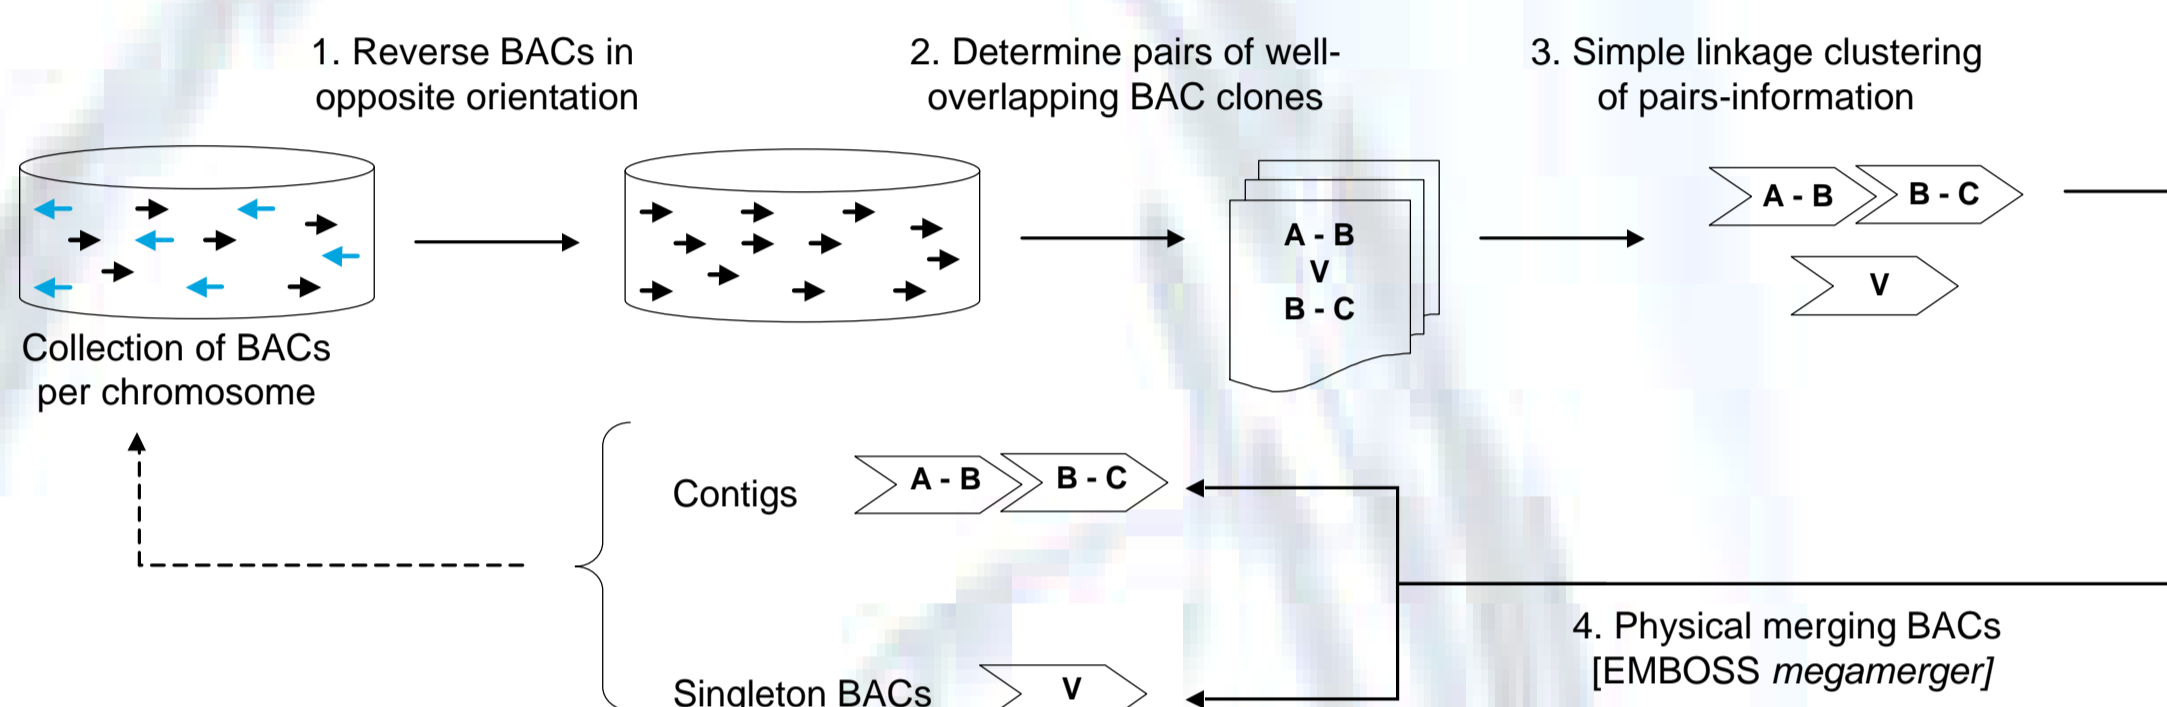 1. Reverse BACs in
opposite orientation
2. Determine pairs of well-
overlapping BAC clones
3. Simple linkage clustering
of pairs-information
A - B
V
B - C
A - B
B - C
V
Collection of BACs
per chromosome
Contigs
A - B
B - C
4. Physical merging BACs
[EMBOSS megamerger]
Singleton BACs
V